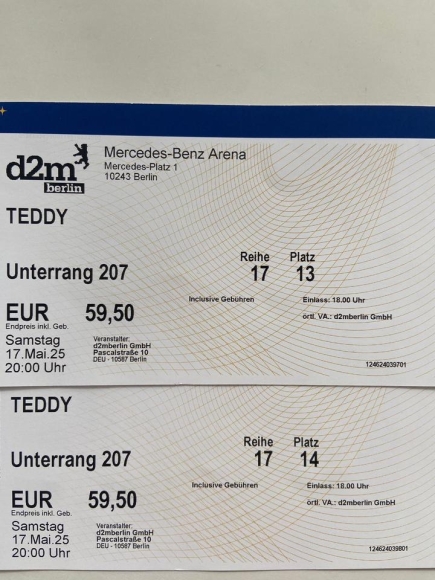 d2m
berlin
Mercedes-Benz Arena
Mercedes-Platz 1
10243 Berlin
TEDDY
Reihe Platz
Unterrang 207 17 13
Inclusive Gebühren
Einlass: 18.00 Uhr
EUR 59,50
Endpreis inkl. Geb.
örtl. VA.: d2mberlin GmbH
Samstag
17.Mai.25
20:00 Uhr
Veranstalter:
d2mberlin GmbH
Pascalstraße 10
DEU - 10587 Berlin
124624039701
TEDDY
Reihe Platz
Unterrang 207 17 14
Inclusive Gebühren
Einlass: 18.00 Uhr
EUR 59,50
Endpreis inkl. Geb.
örtl. VA.: d2mberlin GmbH
Samstag
17.Mai.25
20:00 Uhr
Veranstalter:
d2mberlin GmbH
Pascalstraße 10
DEU - 10587 Berlin
124624039801